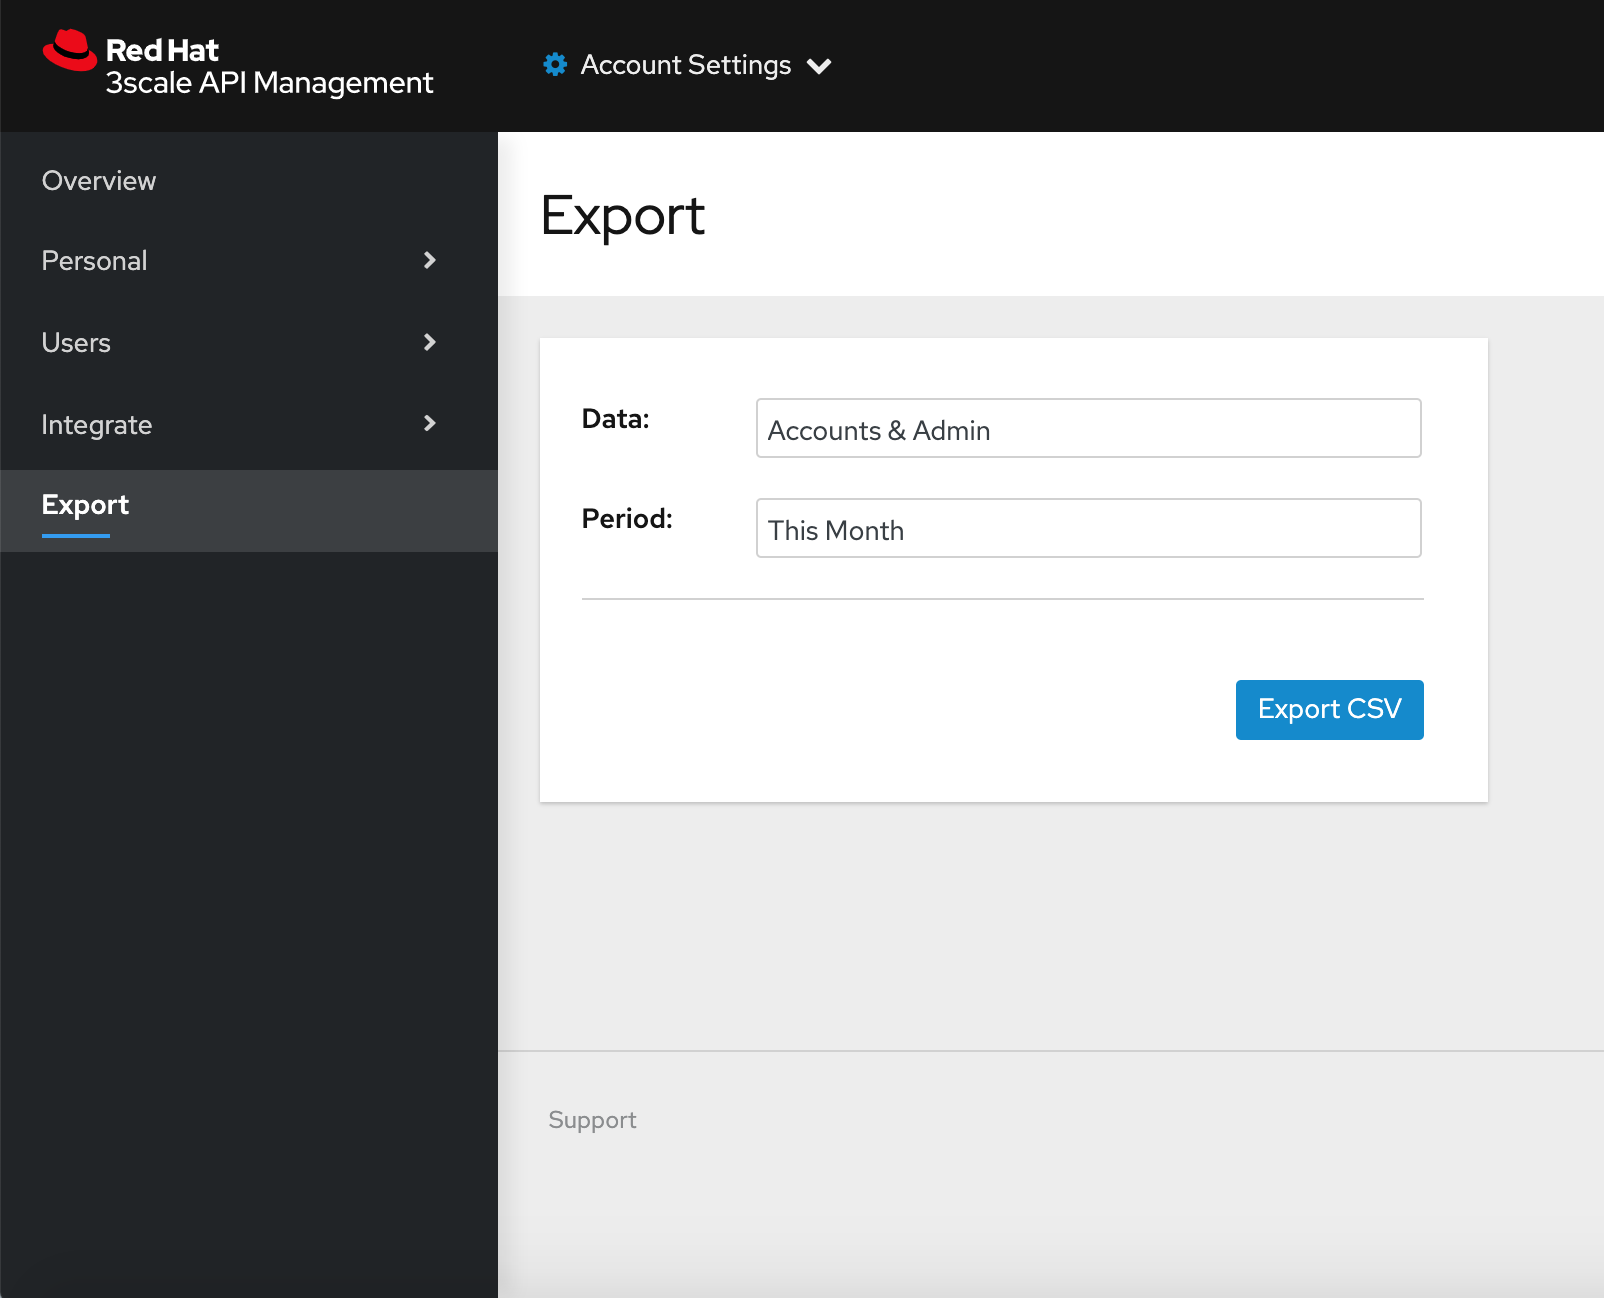 Red Hat
3scale API Management
Account Settings
Overview
Personal
Users
Integrate
Export
Export
Data:
Accounts & Admin
Period:
This Month
Export CSV
Support